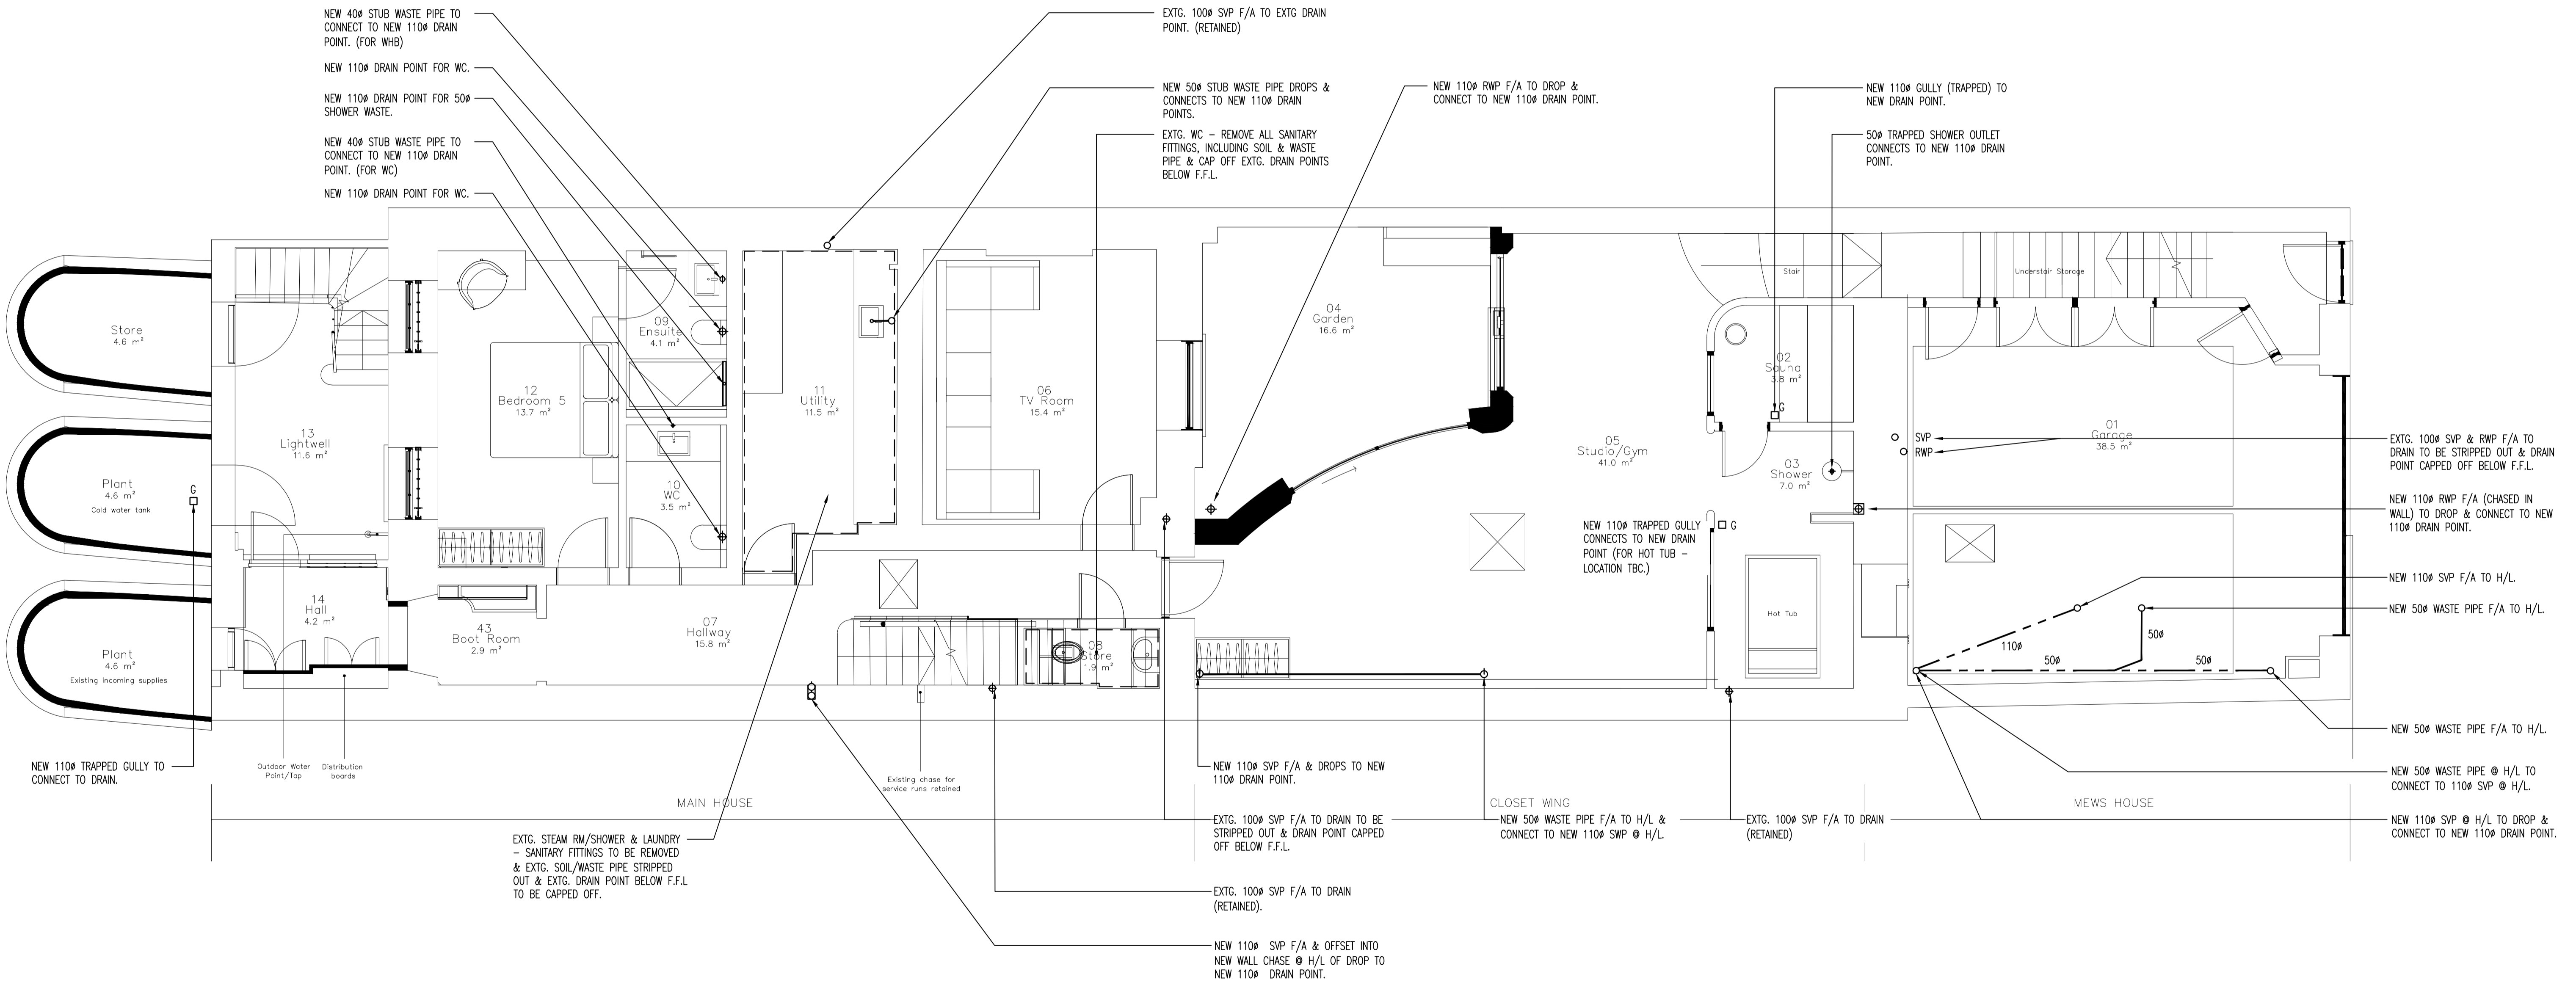 NEW 40ø STUB WASTE PIPE TO
CONNECT TO NEW 110ø DRAIN
POINT. (FOR WHB)
NEW 110ø DRAIN POINT FOR WC.
NEW 110ø DRAIN POINT FOR 50ø
SHOWER WASTE.
NEW 40ø STUB WASTE PIPE TO
CONNECT TO NEW 110ø DRAIN
POINT. (FOR WC)
NEW 110ø DRAIN POINT FOR WC.
EXTG. 100ø SVP F/A TO EXTG DRAIN
POINT. (RETAINED)
NEW 50ø STUB WASTE PIPE DROPS &
CONNECTS TO NEW 110ø DRAIN
POINTS.
EXTG. WC – REMOVE ALL SANITARY
FITTINGS, INCLUDING SOIL & WASTE
PIPE & CAP OFF EXTG. DRAIN POINTS
BELOW F.F.L.
NEW 110ø RWP F/A TO DROP &
CONNECT TO NEW 110ø DRAIN POINT.
NEW 110ø GULLY (TRAPPED) TO
NEW DRAIN POINT.
50ø TRAPPED SHOWER OUTLET
CONNECTS TO NEW 110ø DRAIN
POINT.
Store
4.6 m²
Plant
4.6 m²
Cold water tank
G
Plant
4.6 m²
Existing incoming supplies
13
Lightwell
11.6 m²
14
Hall
4.2 m²
12
Bedroom 5
13.7 m²
09
Ensuite
4.1 m²
10
WC
3.5 m²
11
Utility
11.5 m²
06
TV Room
15.4 m²
43
Boot Room
2.9 m²
07
Hallway
15.8 m²
08
Store
1.9 m²
04
Garden
16.6 m²
05
Studio/Gym
41.0 m²
Stair
Understair Storage
02
Sauna
3.8 m²
G
03
Shower
7.0 m²
NEW 110ø TRAPPED GULLY
CONNECTS TO NEW DRAIN
POINT (FOR HOT TUB –
LOCATION TBC.)
G
Hot Tub
SVP
RWP
01
Garage
38.5 m²
110ø
50ø
50ø
50ø
EXTG. 100ø SVP & RWP F/A TO
DRAIN TO BE STRIPPED OUT & DRAIN
POINT CAPPED OFF BELOW F.F.L.
NEW 110ø RWP F/A (CHASED IN
WALL) TO DROP & CONNECT TO NEW
110ø DRAIN POINT.
NEW 110ø SVP F/A TO H/L.
NEW 50ø WASTE PIPE F/A TO H/L.
NEW 50ø WASTE PIPE F/A TO H/L.
NEW 50ø WASTE PIPE @ H/L TO
CONNECT TO 110ø SVP @ H/L.
NEW 110ø SVP @ H/L TO DROP &
CONNECT TO NEW 110ø DRAIN POINT.
NEW 110ø TRAPPED GULLY TO
CONNECT TO DRAIN.
Outdoor Water
Point/Tap
Distribution
boards
Existing chase for
service runs retained
MAIN HOUSE
CLOSET WING
MEWS HOUSE
EXTG. STEAM RM/SHOWER & LAUNDRY
– SANITARY FITTINGS TO BE REMOVED
& EXTG. SOIL/WASTE PIPE STRIPPED
OUT & EXTG. DRAIN POINT BELOW F.F.L
TO BE CAPPED OFF.
NEW 110ø SVP F/A & DROPS TO NEW
110ø DRAIN POINT.
EXTG. 100ø SVP F/A TO DRAIN TO BE
STRIPPED OUT & DRAIN POINT CAPPED
OFF BELOW F.F.L.
NEW 50ø WASTE PIPE F/A TO H/L &
CONNECT TO NEW 110ø SWP @ H/L.
EXTG. 100ø SVP F/A TO DRAIN
(RETAINED)
EXTG. 100ø SVP F/A TO DRAIN
(RETAINED).
NEW 110ø SVP F/A & OFFSET INTO
NEW WALL CHASE @ H/L OF DROP TO
NEW 110ø DRAIN POINT.